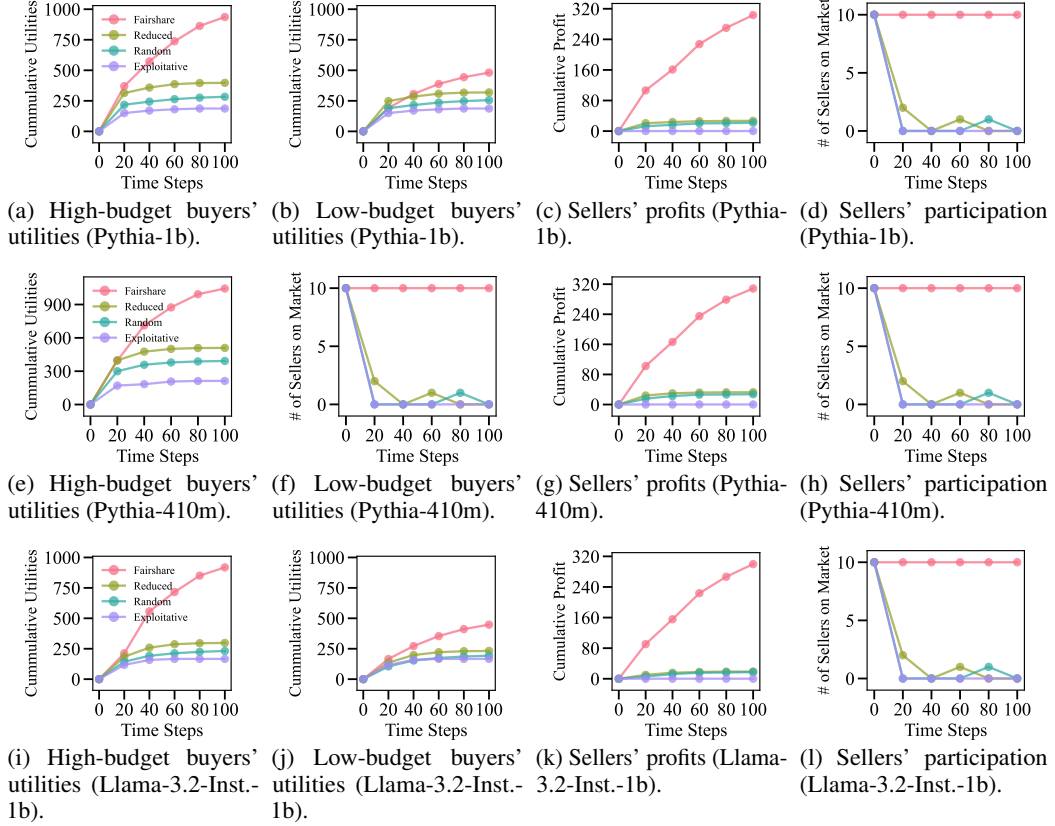 Cummulative Utilities
1000
750
500
250
0
Fairshare
Reduced
Random
Exploitative
0 20 40 60 80 100
Time Steps
(a) High-budget buyers'
utilities (Pythia-1b).
Cummulative Utilities
1000
750
500
250
0
0 20 40 60 80 100
Time Steps
(b) Low-budget buyers'
utilities (Pythia-1b).
Cumulative Profit
320
240
160
80
0
0 20 40 60 80 100
Time Steps
(c) Sellers' profits (Pythia-
1b).
# of Sellers on Market
10
5
0
0 20 40 60 80 100
Time Steps
(d) Sellers' participation
(Pythia-1b).
Cummulative Utilities
900
600
300
0
Fairshare
Reduced
Random
Exploitative
0 20 40 60 80 100
Time Steps
(e) High-budget buyers'
utilities (Pythia-410m).
# of Sellers on Market
10
5
0
0 20 40 60 80 100
Time Steps
(f) Low-budget buyers'
utilities (Pythia-410m).
Cumulative Profit
320
240
160
80
0
0 20 40 60 80 100
Time Steps
(g) Sellers' profits (Pythia-
410m).
# of Sellers on Market
10
5
0
0 20 40 60 80 100
Time Steps
(h) Sellers' participation
(Pythia-410m).
Cummulative Utilities
1000
750
500
250
0
Fairshare
Reduced
Random
Exploitative
0 20 40 60 80 100
Time Steps
(i) High-budget buyers'
utilities (Llama-3.2-Inst.-
1b).
Cummulative Utilities
1000
750
500
250
0
0 20 40 60 80 100
Time Steps
(j) Low-budget buyers'
utilities (Llama-3.2-Inst.-
1b).
Cumulative Profit
320
240
160
80
0
0 20 40 60 80 100
Time Steps
(k) Sellers' profits (Llama-
3.2-Inst.-1b).
# of Sellers on Market
10
5
0
0 20 40 60 80 100
Time Steps
(l) Sellers' participation
(Llama-3.2-Inst.-1b).